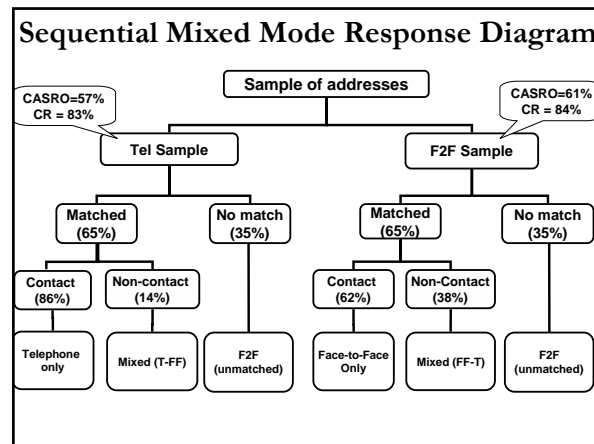 Sequential Mixed Mode Response Diagram
Sample of addresses
CASRO=57%
CR = 83%
CASRO=61%
CR = 84%
Tel Sample
F2F Sample
Matched
(65%)
No match
(35%)
Matched
(65%)
No match
(35%)
Contact
(86%)
Non-contact
(14%)
Contact
(62%)
Non-Contact
(38%)
Telephone
only
Mixed (T-FF)
F2F
(unmatched)
Face-to-Face
Only
Mixed (FF-T)
F2F
(unmatched)